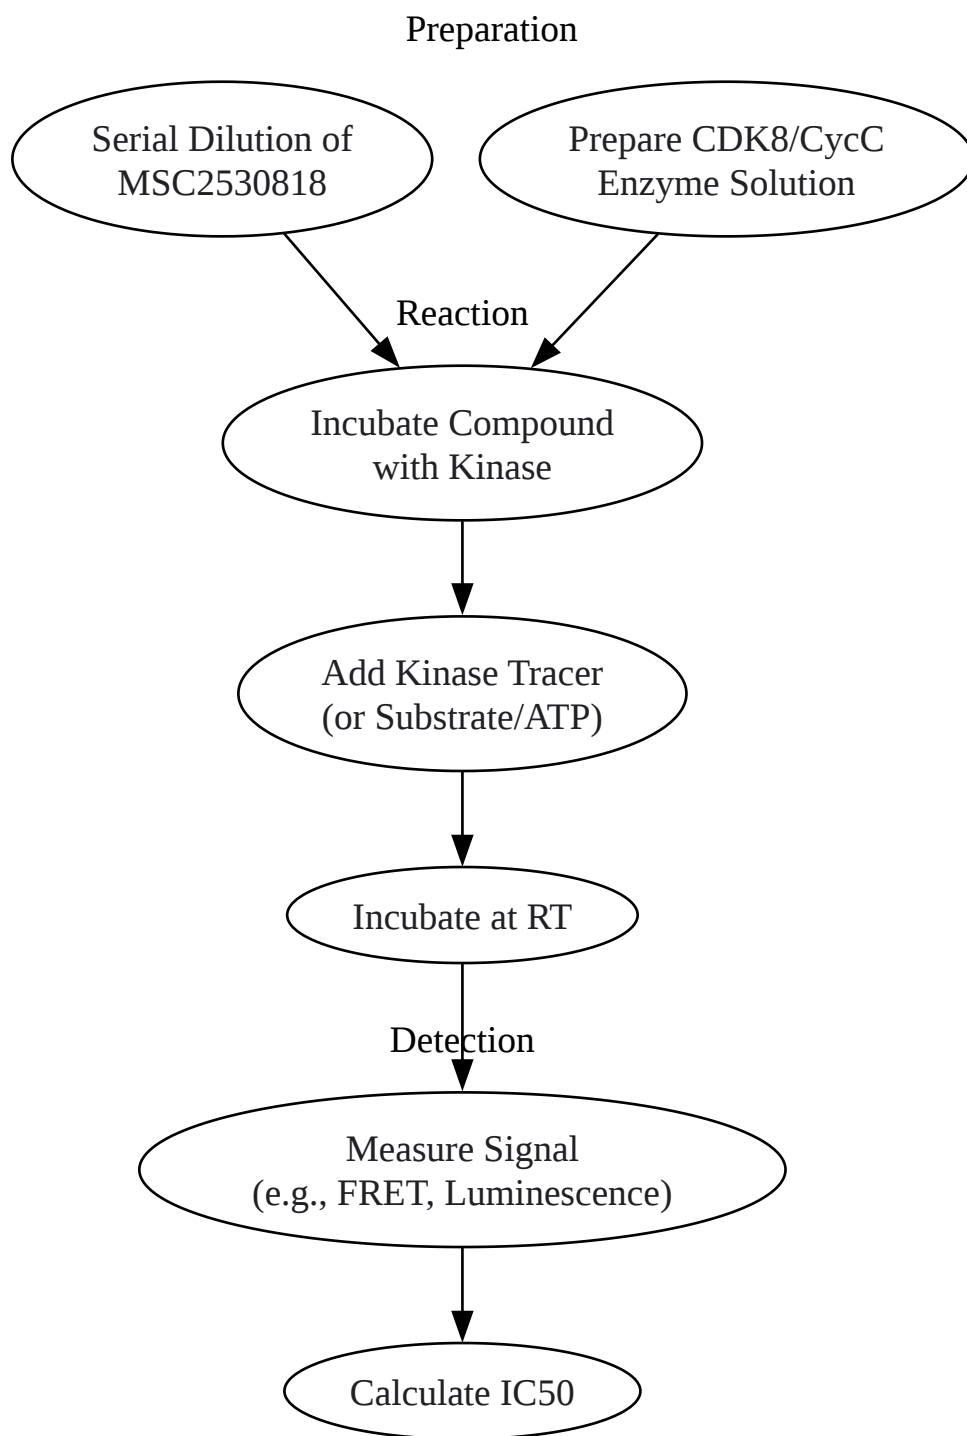 Preparation
Serial Dilution of
MSC2530818
Prepare CDK8/CycC
Enzyme Solution
Reaction
Incubate Compound
with Kinase
Add Kinase Tracer
(or Substrate/ATP)
Incubate at RT
Detection
Measure Signal
(e.g., FRET, Luminescence)
Calculate IC50